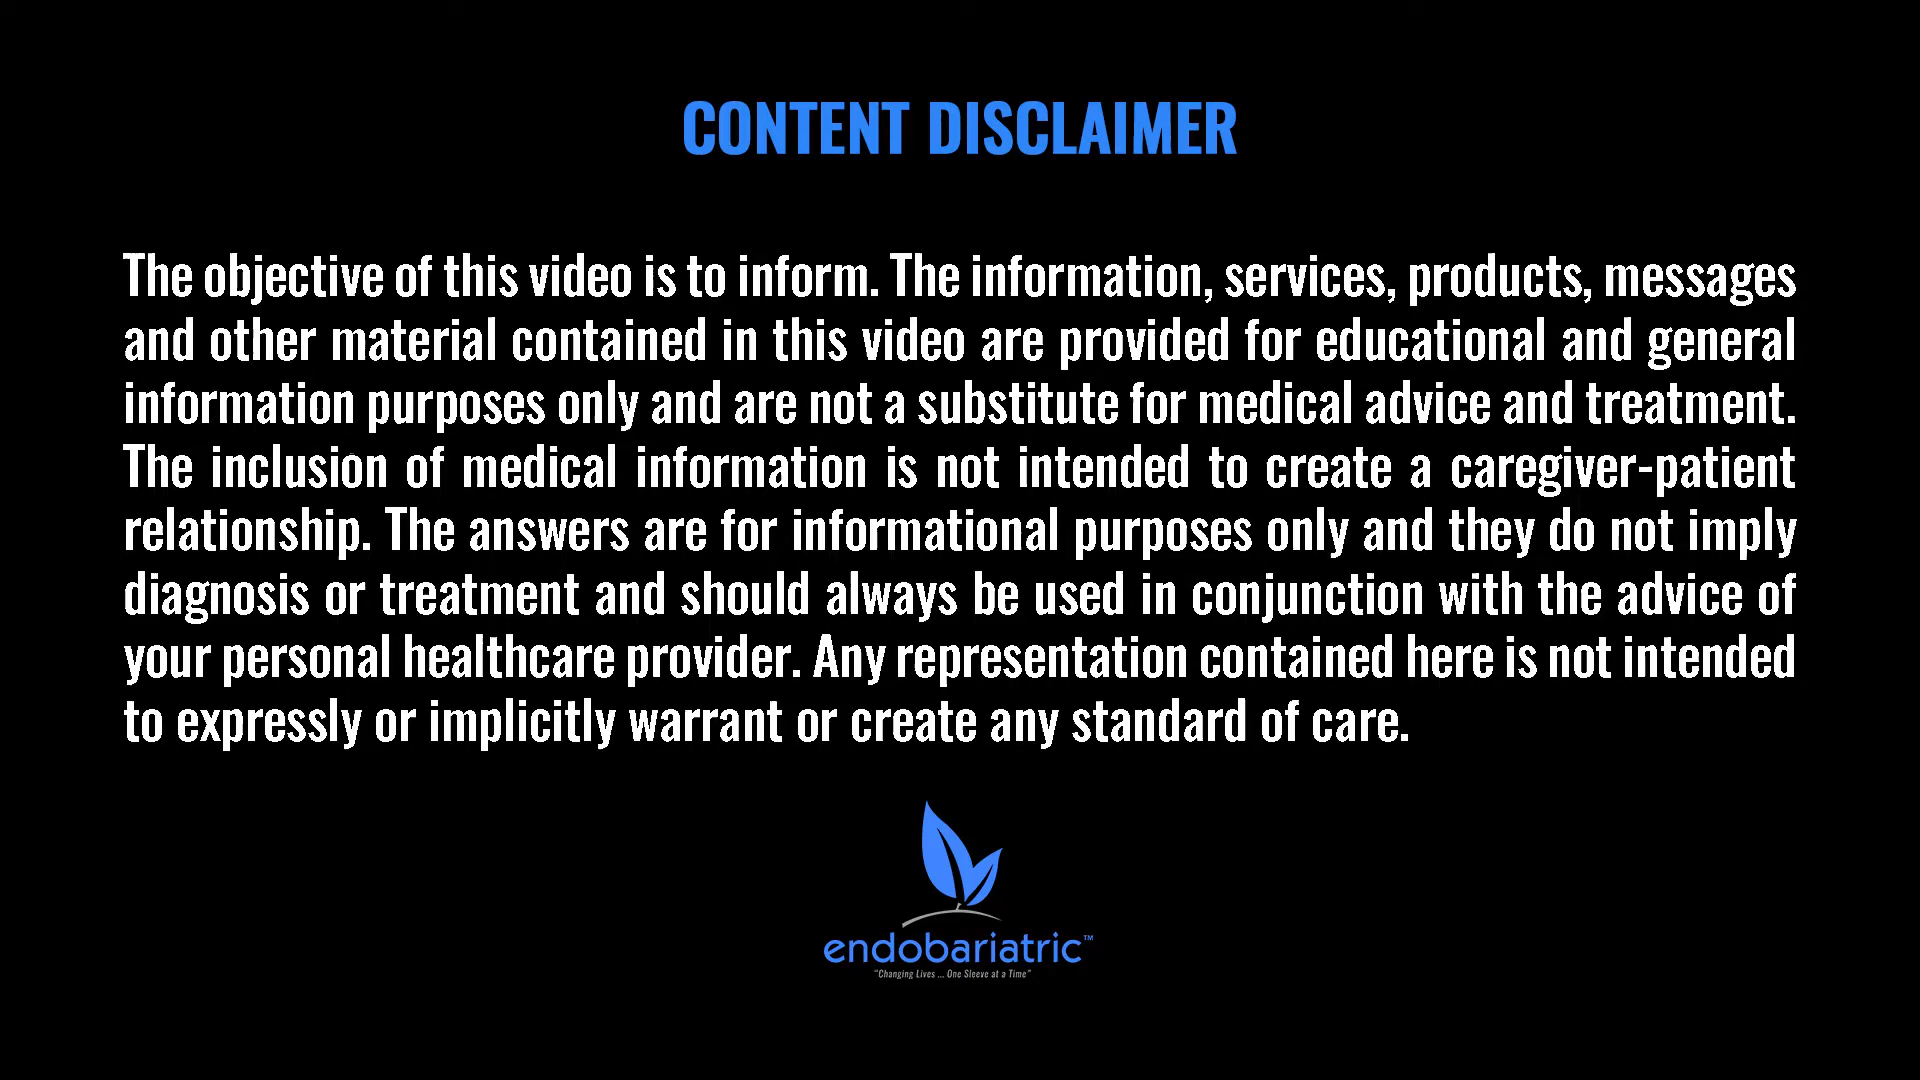 CONTENT DISCLAIMER
The objective of this video is to inform. The information, services, products, messages
and other material contained in this video are provided for educational and general
information purposes only and are not a substitute for medical advice and treatment.
The inclusion of medical information is not intended to create a caregiver-patient
relationship. The answers are for informational purposes only and they do not imply
diagnosis or treatment and should always be used in conjunction with the advice of
your personal healthcare provider. Any representation contained here is not intended
to expressly or implicitly warrant or create any standard of care.
endobariatric™
"Changing Lives ... One Sleeve at a Time"